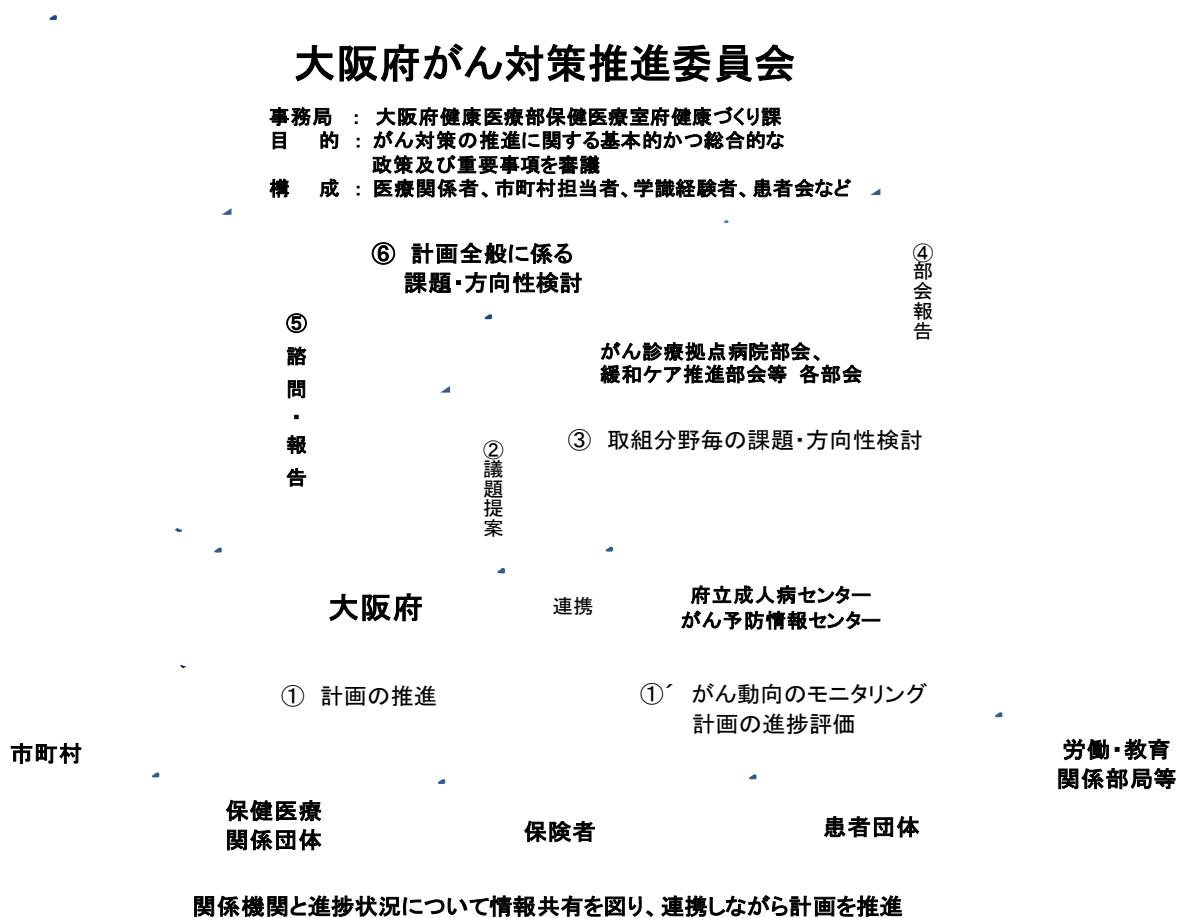 大阪府がん対策推進委員会
事務局 ： 大阪府健康医療部保健医療室府健康づくり課
目 的 ： がん対策の推進に関する基本的かつ総合的な
政策及び重要事項を審議
構 成 ： 医療関係者、市町村担当者、学識経験者、患者会など
⑥ 計画全般に係る
課題・方向性検討
④部会報告
⑤諮問・報告
がん診療拠点病院部会、
緩和ケア推進部会等 各部会
②議題提案
③ 取組分野毎の課題・方向性検討
大阪府
連携
府立成人病センター
がん予防情報センター
① 計画の推進
①´ がん動向のモニタリング
計画の進捗評価
市町村
労働・教育
関係部局等
保健医療
関係団体
保険者
患者団体
関係機関と進捗状況について情報共有を図り、連携しながら計画を推進